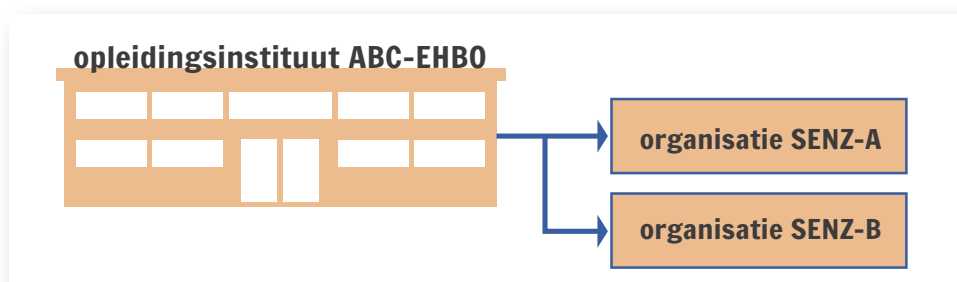 opleidingsinstituut ABC-EHBO
organisatie SENZ-A
organisatie SENZ-B